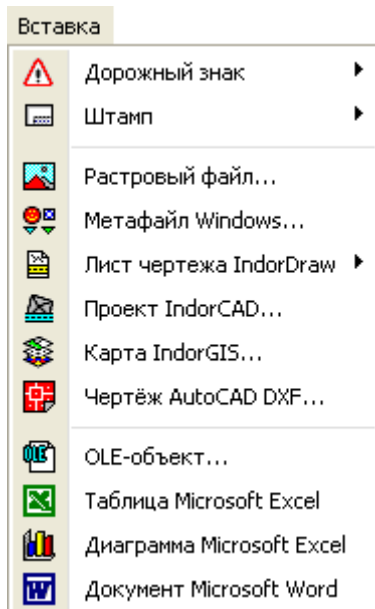 Вставка
Дорожный знак
Штамп
Растровый файл...
Метафайл Windows...
Лист чертежа IndorDraw
Проект IndorCAD...
Карта IndorGIS...
Чертёж AutoCAD DXF...
OLE-объект...
Таблица Microsoft Excel
Диаграмма Microsoft Excel
Документ Microsoft Word